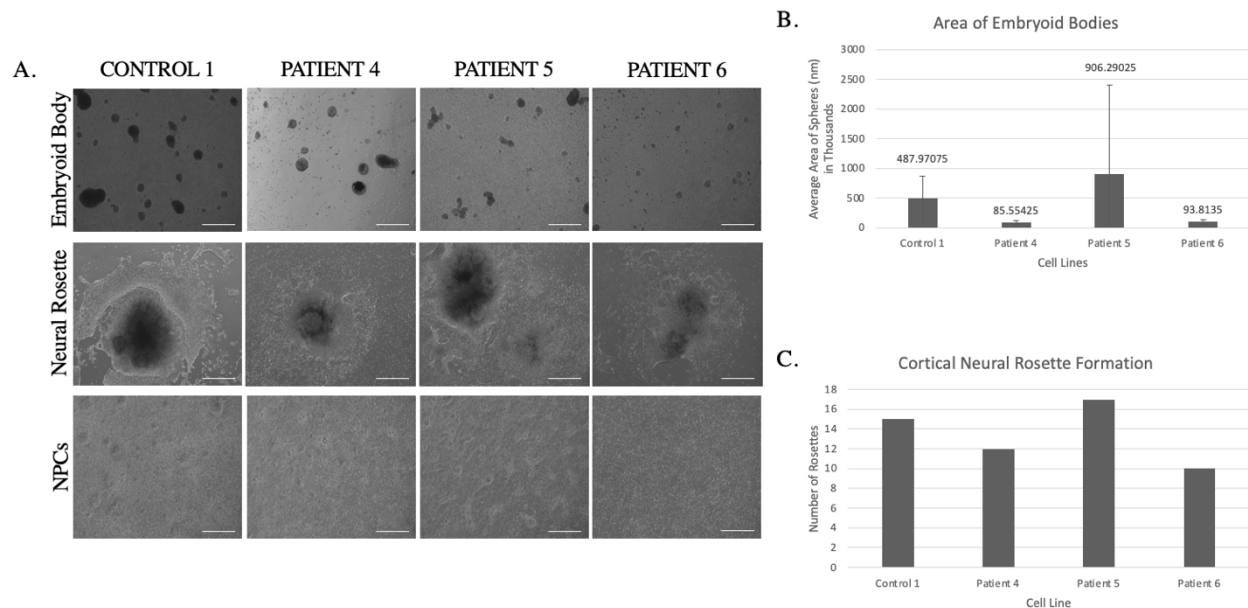 A.
CONTROL 1
PATIENT 4
PATIENT 5
PATIENT 6
Embryoid Body
Neural Rosette
NPCs
B.
Area of Embryoid Bodies
Average Area of Spheres (nm)
in Thousands
3000
2500
2000
1500
1000
500
0
487.97075
85.55425
906.29025
93.8135
Control 1
Patient 4
Patient 5
Patient 6
Cell Lines
C.
Cortical Neural Rosette Formation
Number of Rosettes
18
16
14
12
10
8
6
4
2
0
Control 1
Patient 4
Patient 5
Patient 6
Cell Line